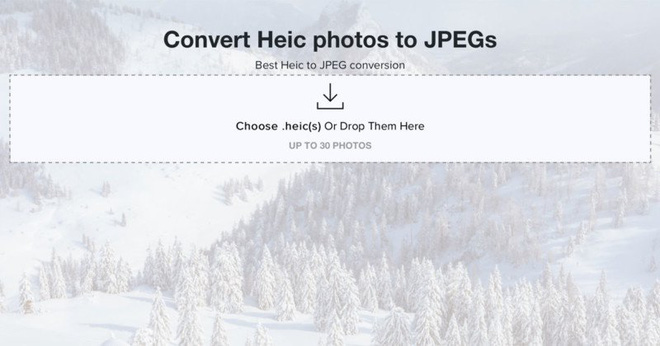 Convert Heic photos to JPEGs
Best Heic to JPEG conversion
Choose .heic(s) Or Drop Them Here
UP TO 30 PHOTOS